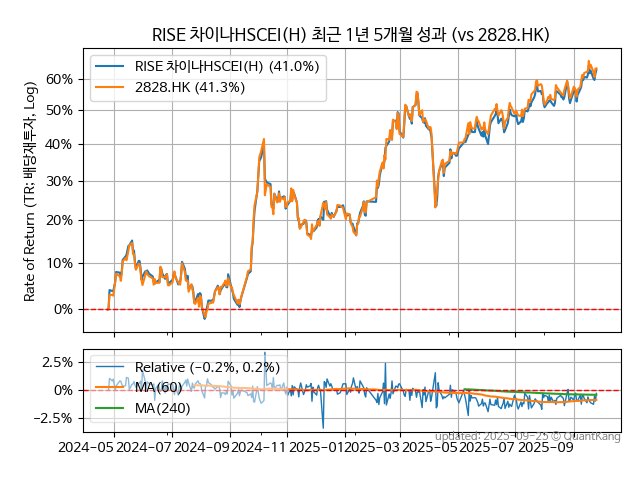 RISE 차이나HSCEI(H) 최근 1년 5개월 성과 (vs 2828.HK)
Rate of Return (TR: 배당재투자, Log)
60%
50%
40%
30%
20%
10%
0%
RISE 차이나HSCEI(H) (41.0%)
2828.HK (41.3%)
2.5%
0.0%
−2.5%
Relative (−0.2%, 0.2%)
MA(60)
MA(240)
2024-05 2024-07 2024-09 2024-11 2025-01 2025-03 2025-05 2025-07 2025-09
updated: 2025-09-25 © QuantKang